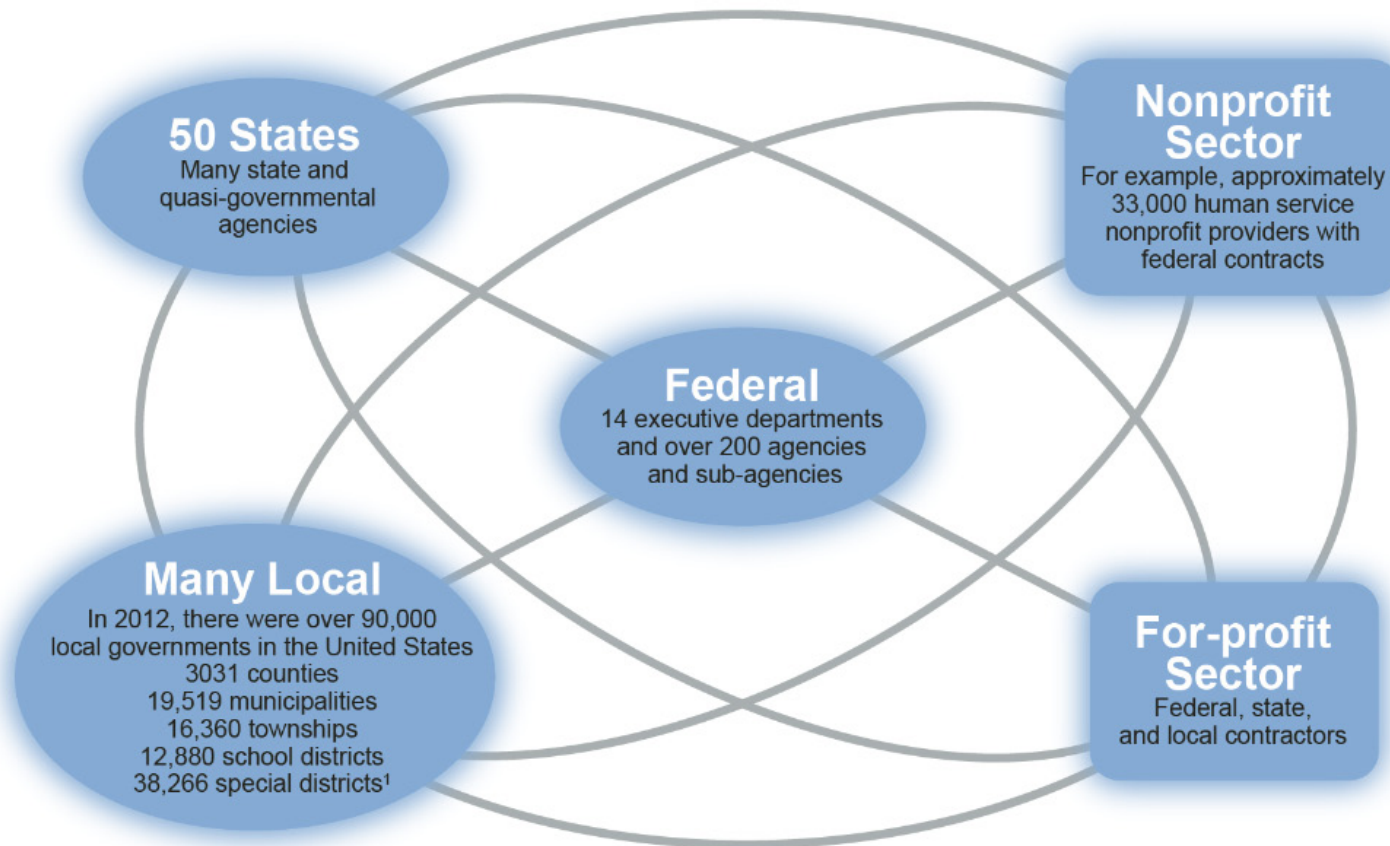 50 States
Many state and
quasi-governmental
agencies
Nonprofit
Sector
For example, approximately
33,000 human service
nonprofit providers with
federal contracts
Federal
14 executive departments
and over 200 agencies
and sub-agencies
Many Local
In 2012, there were over 90,000
local governments in the United States
3031 counties
19,519 municipalities
16,360 townships
12,880 school districts
38,266 special districts¹
For-profit
Sector
Federal, state,
and local contractors